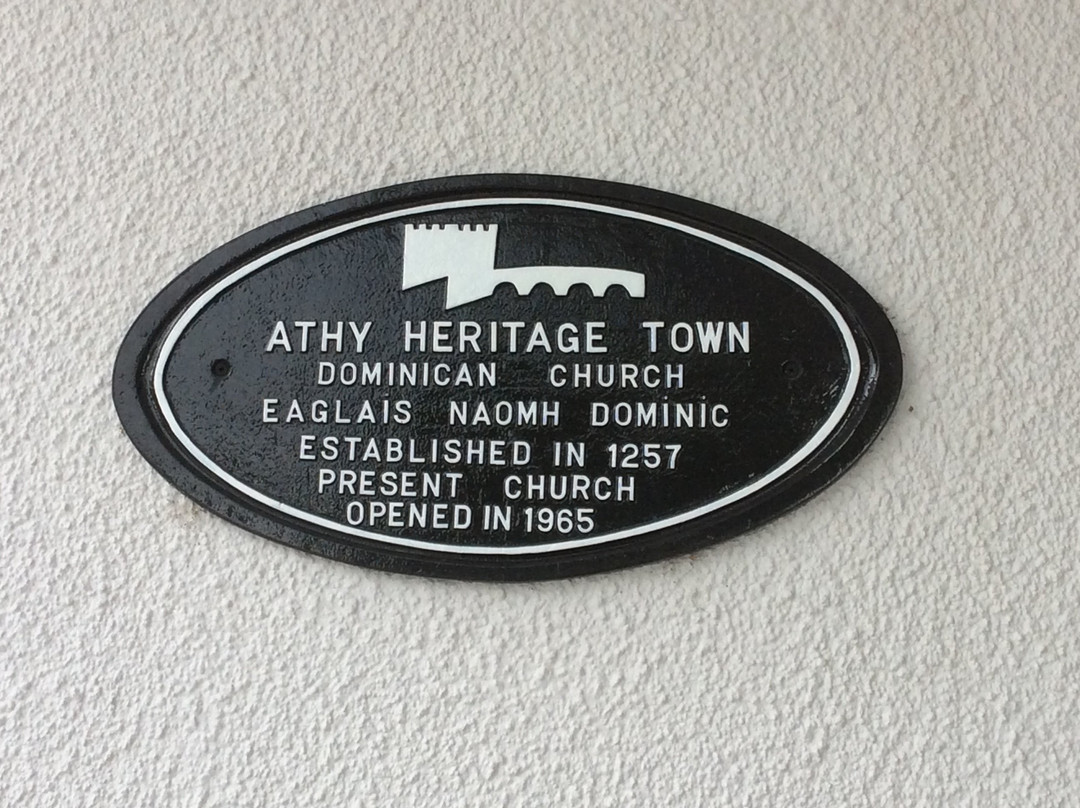 ATHY HERITAGE TOWN
DOMINICAN CHURCH
EAGLAIS NAOMH DOMINIC
ESTABLISHED IN 1257
PRESENT CHURCH
OPENED IN 1965